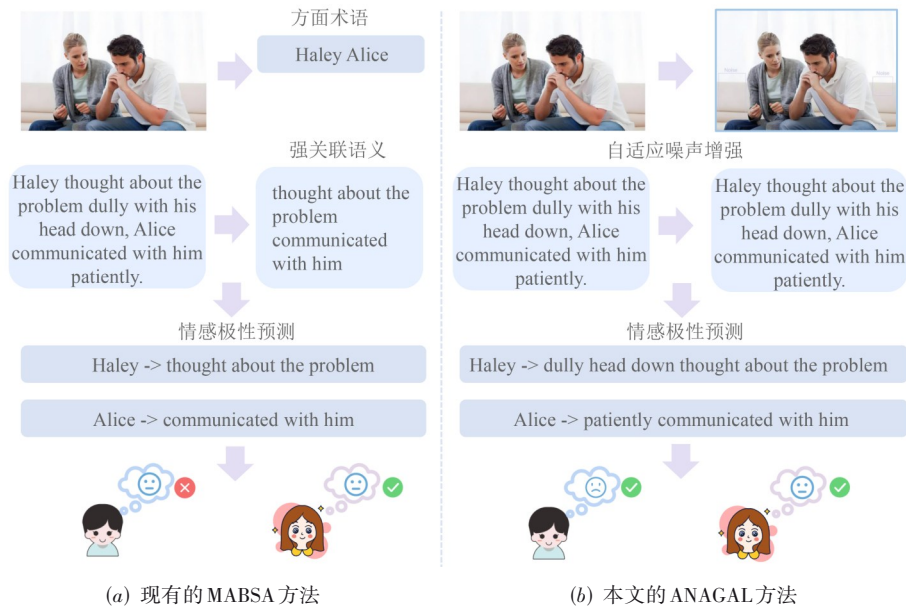 方面术语
Haley Alice
强关联语义
Haley thought about the
problem dully with his
head down, Alice
communicated with him
patiently.
thought about the
problem
communicated
with him
情感极性预测
Haley -> thought about the problem
Alice -> communicated with him
(a) 现有的MABSA方法
自适应噪声增强
Haley thought about the
problem dully with his
head down, Alice
communicated with him
patiently.
Haley thought about the
problem dully with his
head down, Alice
communicated with him
patiently.
情感极性预测
Haley -> dully head down thought about the problem
Alice -> patiently communicated with him
(b) 本文的ANAGAL方法